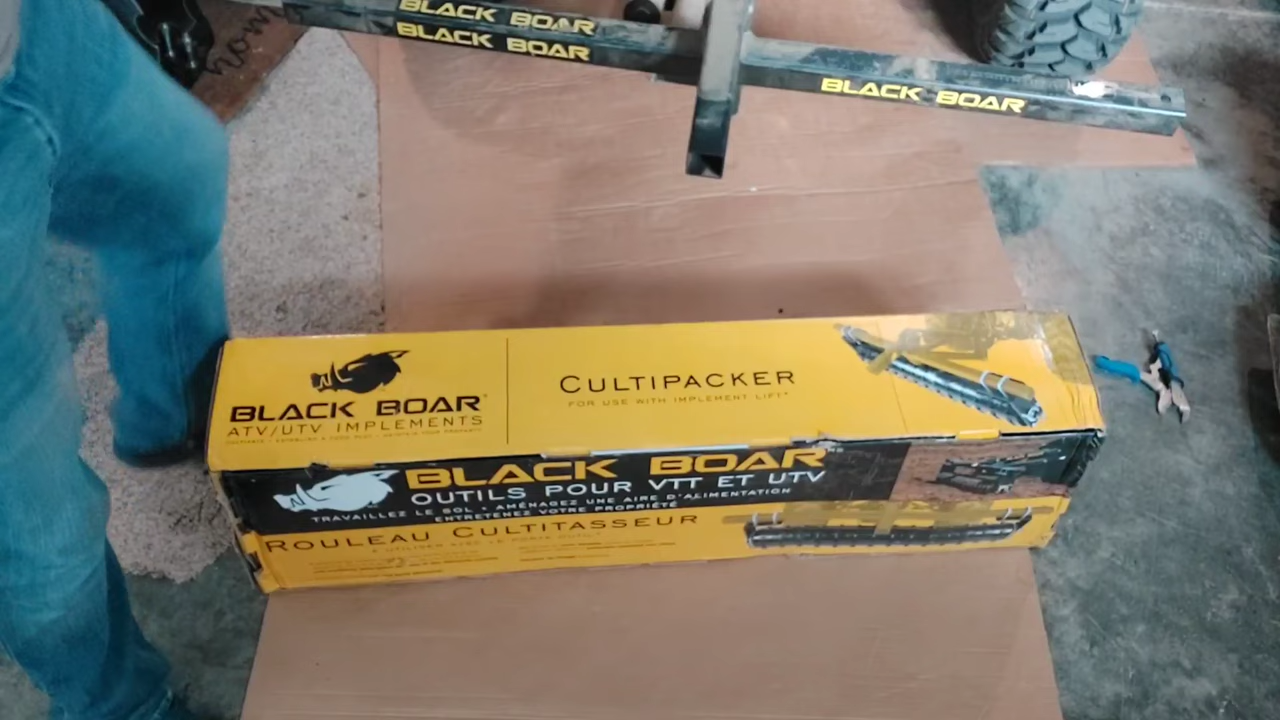 BLACK BOAR
BLACK BOAR
BLACK BOAR
BLACK BOAR
ATV/UTV IMPLEMENTS
CULTIPACKER
FOR USE WITH IMPLEMENT LIFT*
BLACK BOAR
OUTILS POUR VTT ET UTV
TRAVAILLEZ LE SOL • AMÉNAGEZ UNE AIRE D'ALIMENTATION
ENTRETENEZ VOTRE PROPRIÉTÉ
ROULEAU CULTITASSEUR